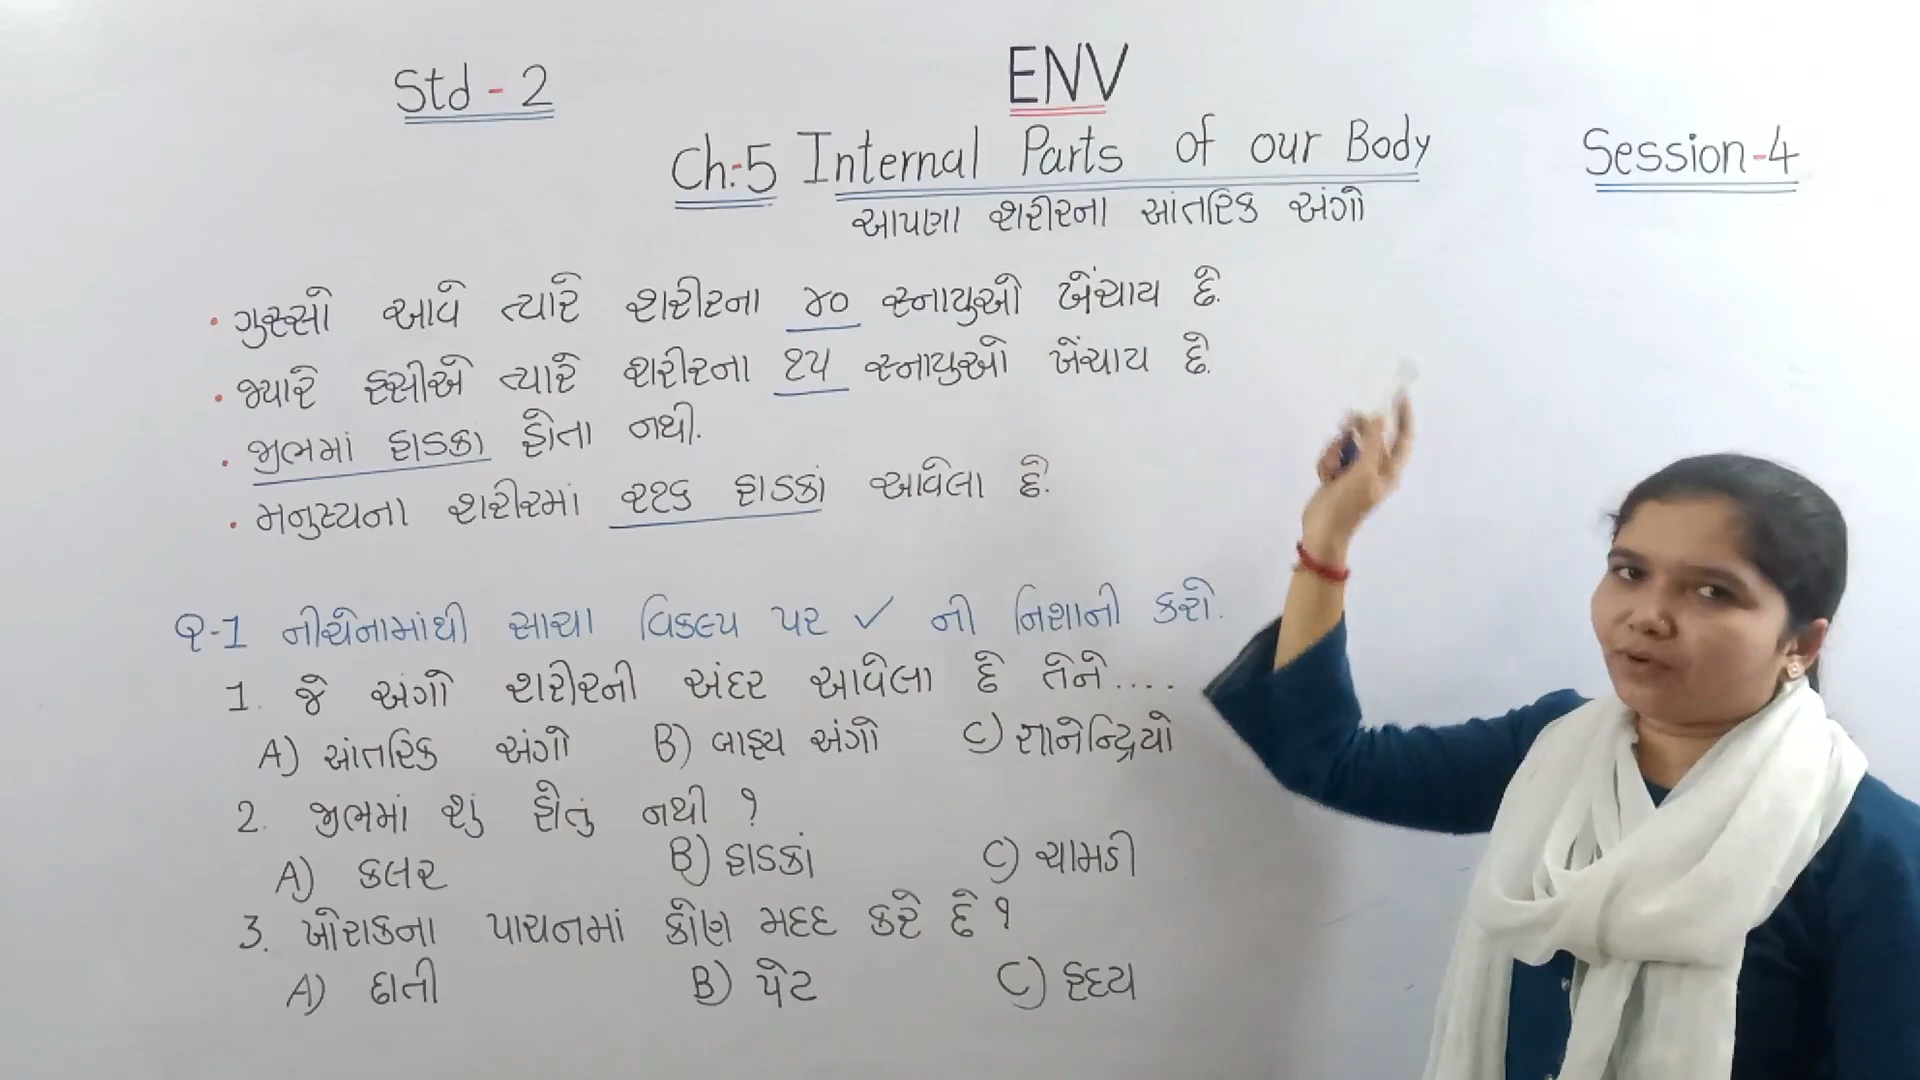 Std - 2
ENV
Ch:-5 Internal Parts of our Body
Session-4
આપણા શરીરના આંતરિક અંગો
• ગુસ્સો આવે ત્યારે શરીરના ૪૦ સ્નાયુઓ ખેંચાય છે.
• જ્યારે હસીએ ત્યારે શરીરના ૧૫ સ્નાયુઓ ખેંચાય છે.
• જીભમાં હાડકાં હોતા નથી.
• મનુષ્યના શરીરમાં ૨૧૬ હાડકાં આવેલા છે.
Q-1 નીચેનામાંથી સાચા વિકલ્પ પર ✓ ની નિશાની કરો.
1. જે અંગો શરીરની અંદર આવેલા છે તેને....
A) આંતરિક અંગો B) બાહ્ય અંગો C) જ્ઞાનેન્દ્રિયો
2. જીભમાં શું હોતું નથી ?
A) કલર B) હાડકાં C) ચામડી
3. ખોરાકના પાચનમાં કોણ મદદ કરે છે ?
A) છાતી B) પેટ C) હૃદય